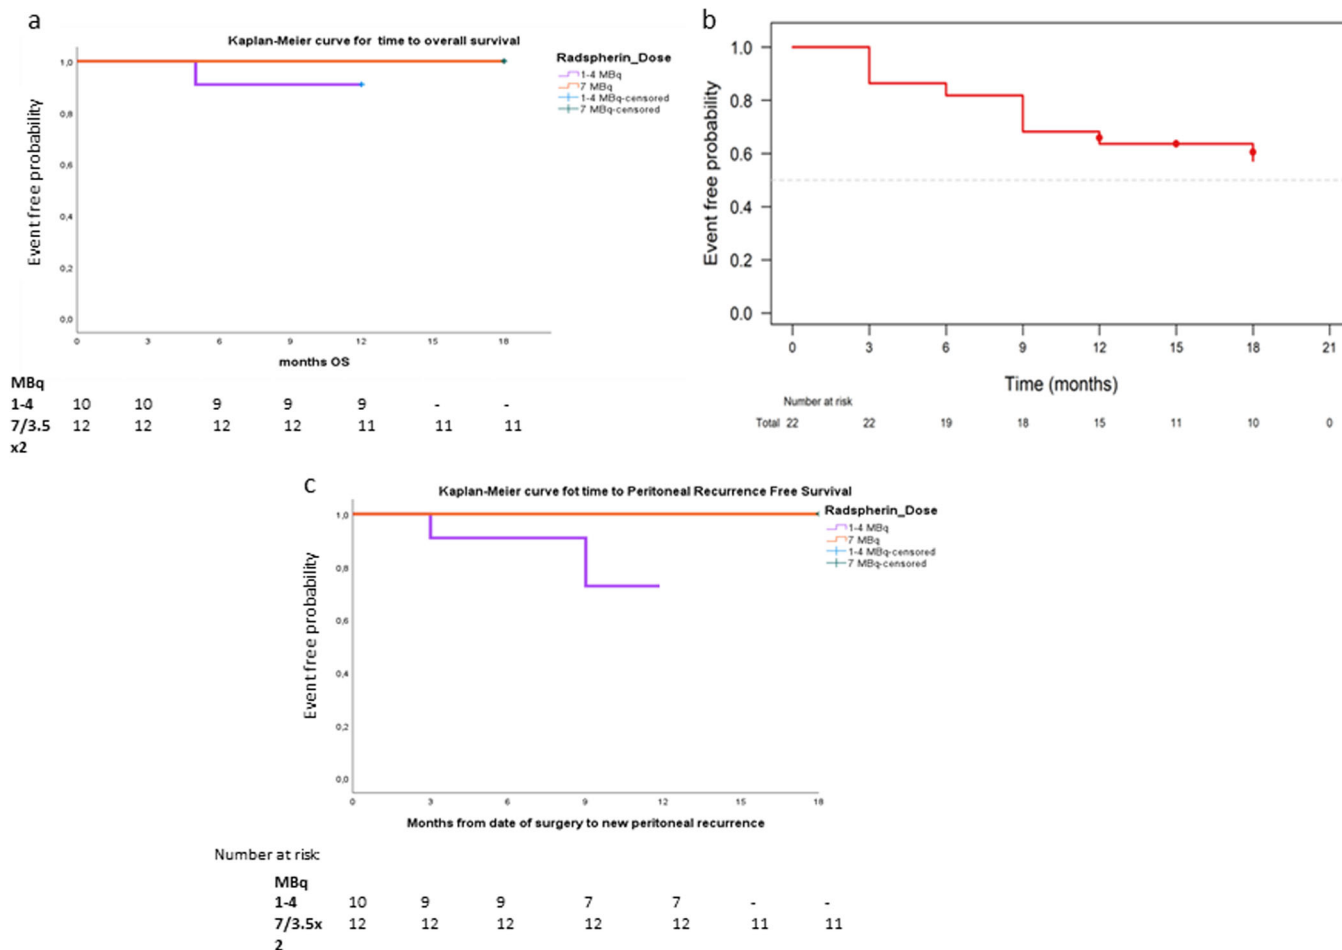 a
Kaplan-Meier curve for time to overall survival
Radspherin_Dose
1-4 MBq
7 MBq
1-4 MBq-censored
7 MBq-censored
Event free probability
1,0
0,8
0,6
0,4
0,2
0,0
0 3 6 9 12 15 18
months OS
MBq
1-4 10 10 9 9 9 - -
7/3.5 12 12 12 12 11 11 11
x2
b
Event free probability
1.0
0.8
0.6
0.4
0.2
0.0
0 3 6 9 12 15 18 21
Time (months)
Number at risk
Total 22 22 19 18 15 11 10 0
c
Kaplan-Meier curve fot time to Peritoneal Recurrence Free Survival
Radspherin_Dose
1-4 MBq
7 MBq
1-4 MBq-censored
7 MBq-censored
Event free probability
1,0
0,8
0,6
0,4
0,2
0,0
0 3 6 9 12 15 18
Months from date of surgery to new peritoneal recurrence
Number at risk:
MBq
1-4 10 9 9 7 7 - -
7/3.5x 12 12 12 12 12 11 11
2